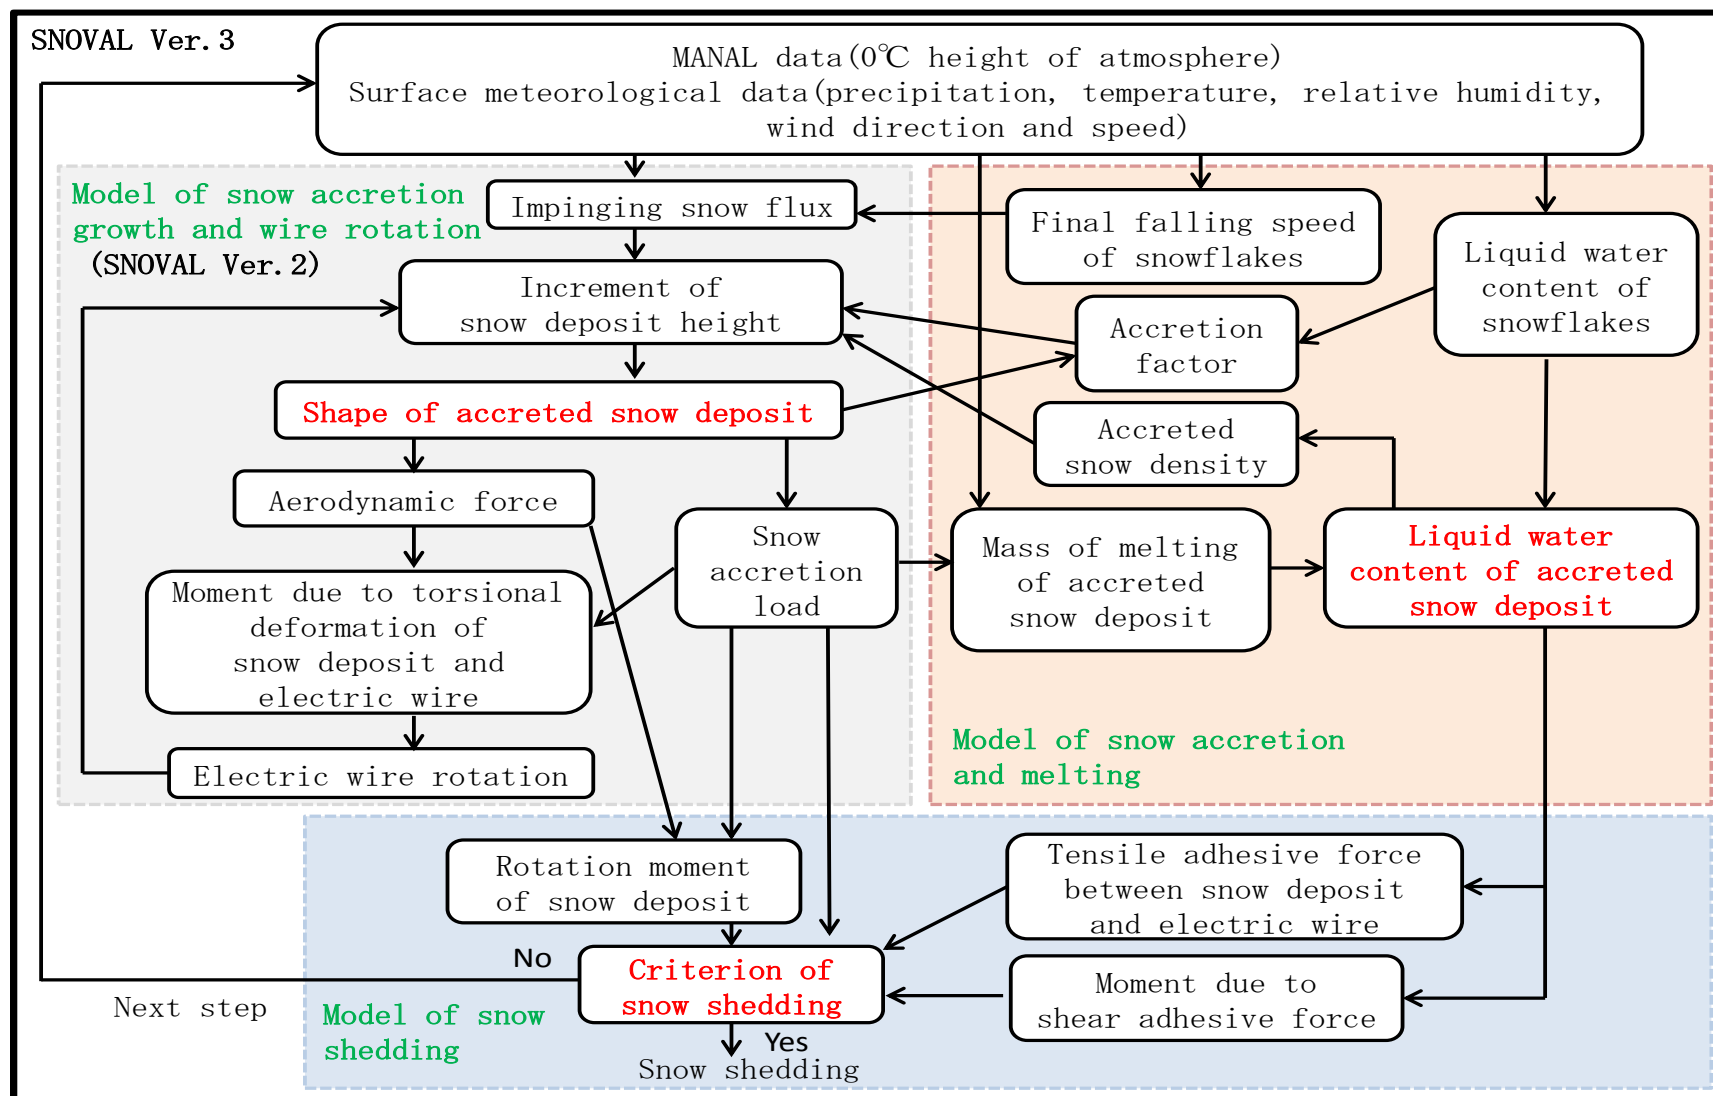 SNOVAL Ver.3
MANAL data(0℃ height of atmosphere)
Surface meteorological data(precipitation, temperature, relative humidity,
wind direction and speed)
Model of snow accretion
growth and wire rotation
(SNOVAL Ver.2)
Impinging snow flux
Final falling speed
of snowflakes
Liquid water
content of
snowflakes
Increment of
snow deposit height
Accretion
factor
Shape of accreted snow deposit
Accreted
snow density
Aerodynamic force
Snow
accretion
load
Mass of melting
of accreted
snow deposit
Liquid water
content of accreted
snow deposit
Moment due to torsional
deformation of
snow deposit and
electric wire
Electric wire rotation
Model of snow accretion
and melting
Rotation moment
of snow deposit
Tensile adhesive force
between snow deposit
and electric wire
No
Criterion of
snow shedding
Moment due to
shear adhesive force
Next step
Model of snow
shedding
Yes
Snow shedding